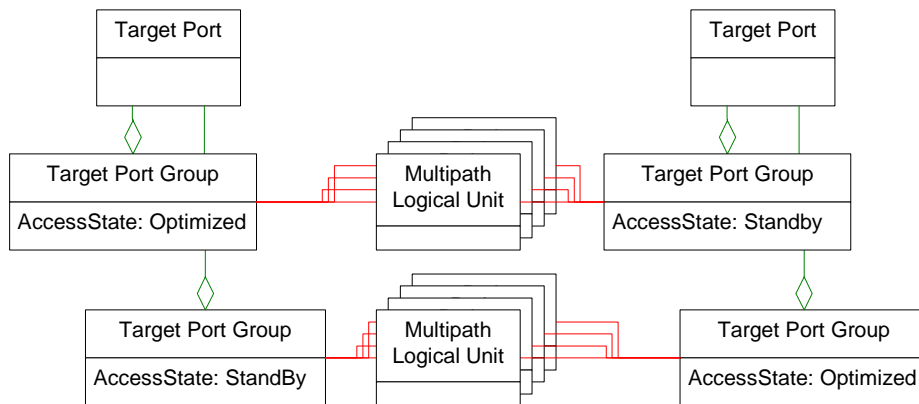 Target Port
Target Port
Target Port Group
AccessState: Optimized
Multipath
Logical Unit
Target Port Group
AccessState: Standby
Target Port Group
AccessState: StandBy
Multipath
Logical Unit
Target Port Group
AccessState: Optimized